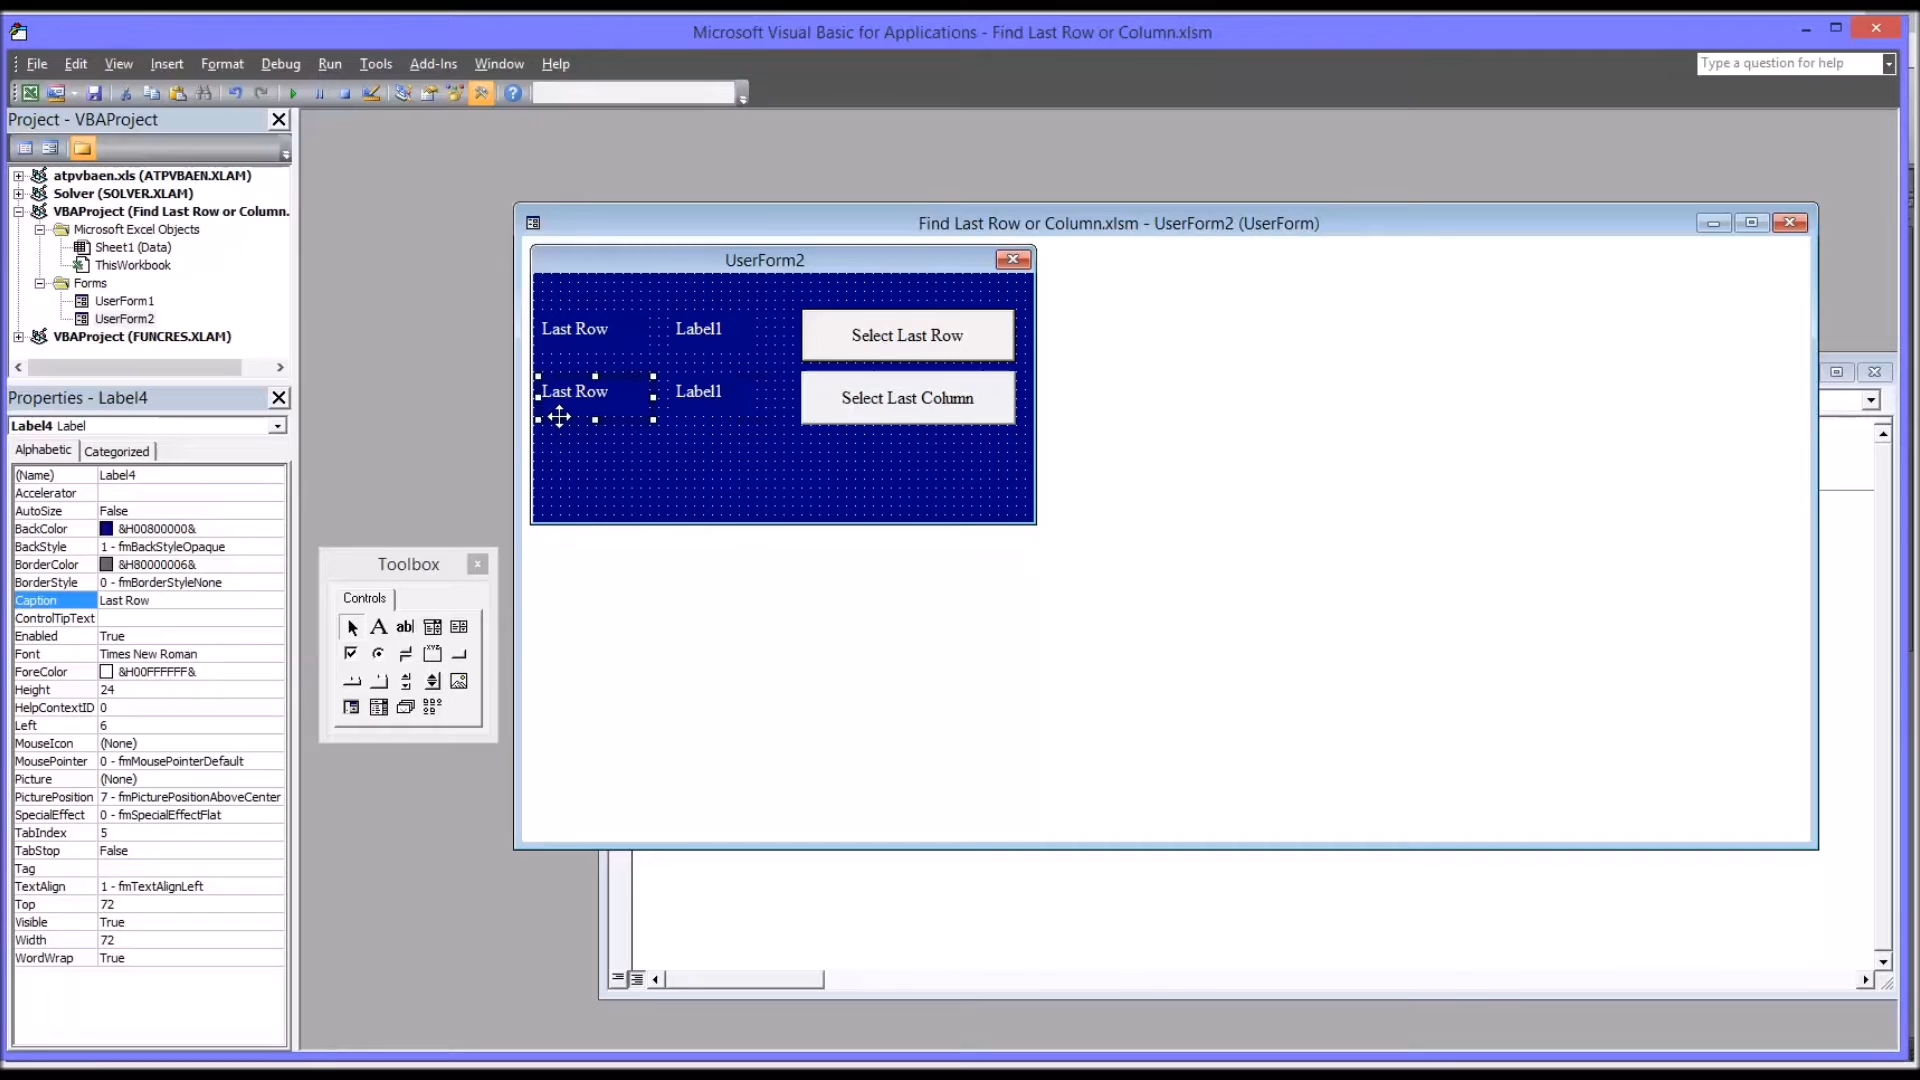 Microsoft Visual Basic for Applications - Find Last Row or Column.xlsm
File Edit View Insert Format Debug Run Tools Add-Ins Window Help
Type a question for help
Project - VBAProject
atpvbaen.xls (ATPVBAEN.XLAM)
Solver (SOLVER.XLAM)
VBAProject (Find Last Row or Column.
Microsoft Excel Objects
Sheet1 (Data)
ThisWorkbook
Forms
UserForm1
UserForm2
VBAProject (FUNCRES.XLAM)
Properties - Label4
Label4 Label
Alphabetic Categorized
(Name) Label4
Accelerator
AutoSize False
BackColor &H00800000&
BackStyle 1 - fmBackStyleOpaque
BorderColor &H80000006&
BorderStyle 0 - fmBorderStyleNone
Caption Last Row
ControlTipText
Enabled True
Font Times New Roman
ForeColor &H00FFFFFF&
Height 24
HelpContextID 0
Left 6
MouseIcon (None)
MousePointer 0 - fmMousePointerDefault
Picture (None)
PicturePosition 7 - fmPicturePositionAboveCenter
SpecialEffect 0 - fmSpecialEffectFlat
TabIndex 5
TabStop False
Tag
TextAlign 1 - fmTextAlignLeft
Top 72
Visible True
Width 72
WordWrap True
Toolbox
Controls
A abl
XYZ
Find Last Row or Column.xlsm - UserForm2 (UserForm)
UserForm2
Last Row Label1 Select Last Row
Last Row Label1 Select Last Column